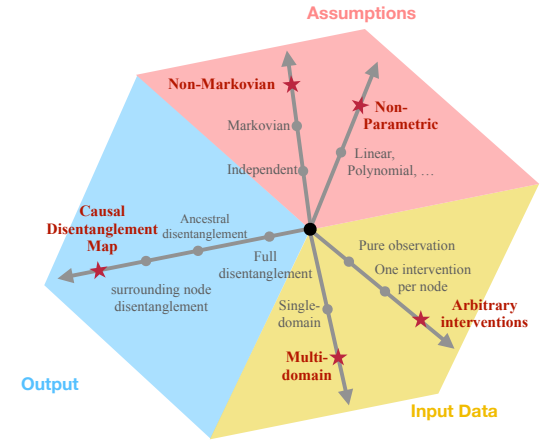 Assumptions
Non-Markovian
Non-
Parametric
Markovian
Linear,
Polynomial, …
Independent
Causal
Disentanglement
Map
Ancestral
disentanglement
Full
disentanglement
surrounding node
disentanglement
Pure observation
One intervention
per node
Arbitrary
interventions
Single-
domain
Multi-
domain
Output
Input Data